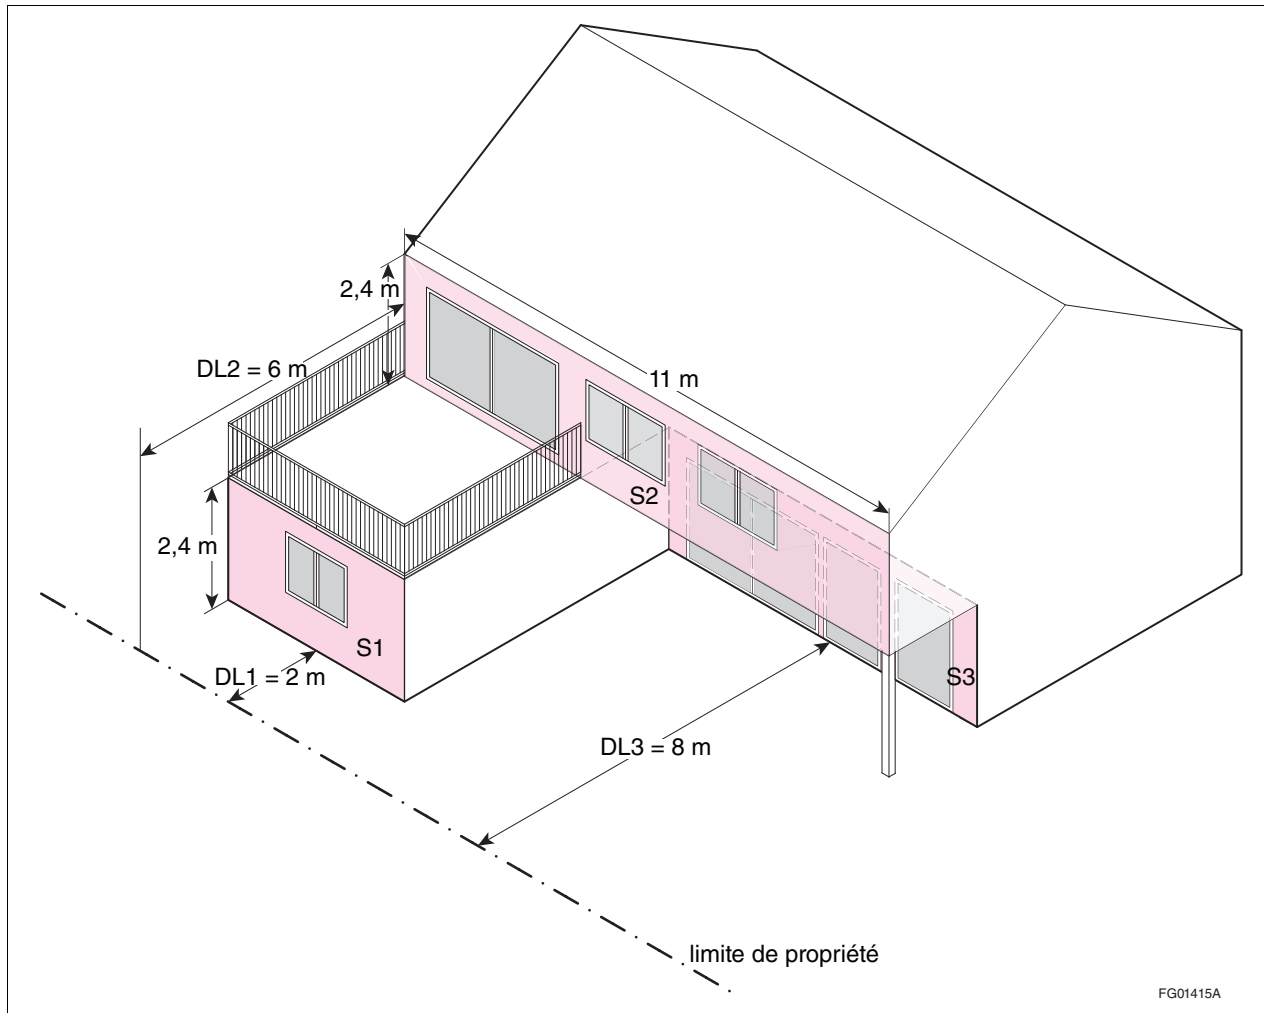 2,4 m
DL2 = 6 m
11 m
S2
2,4 m
S1
DL1 = 2 m
S3
DL3 = 8 m
limite de propriété
FG01415A